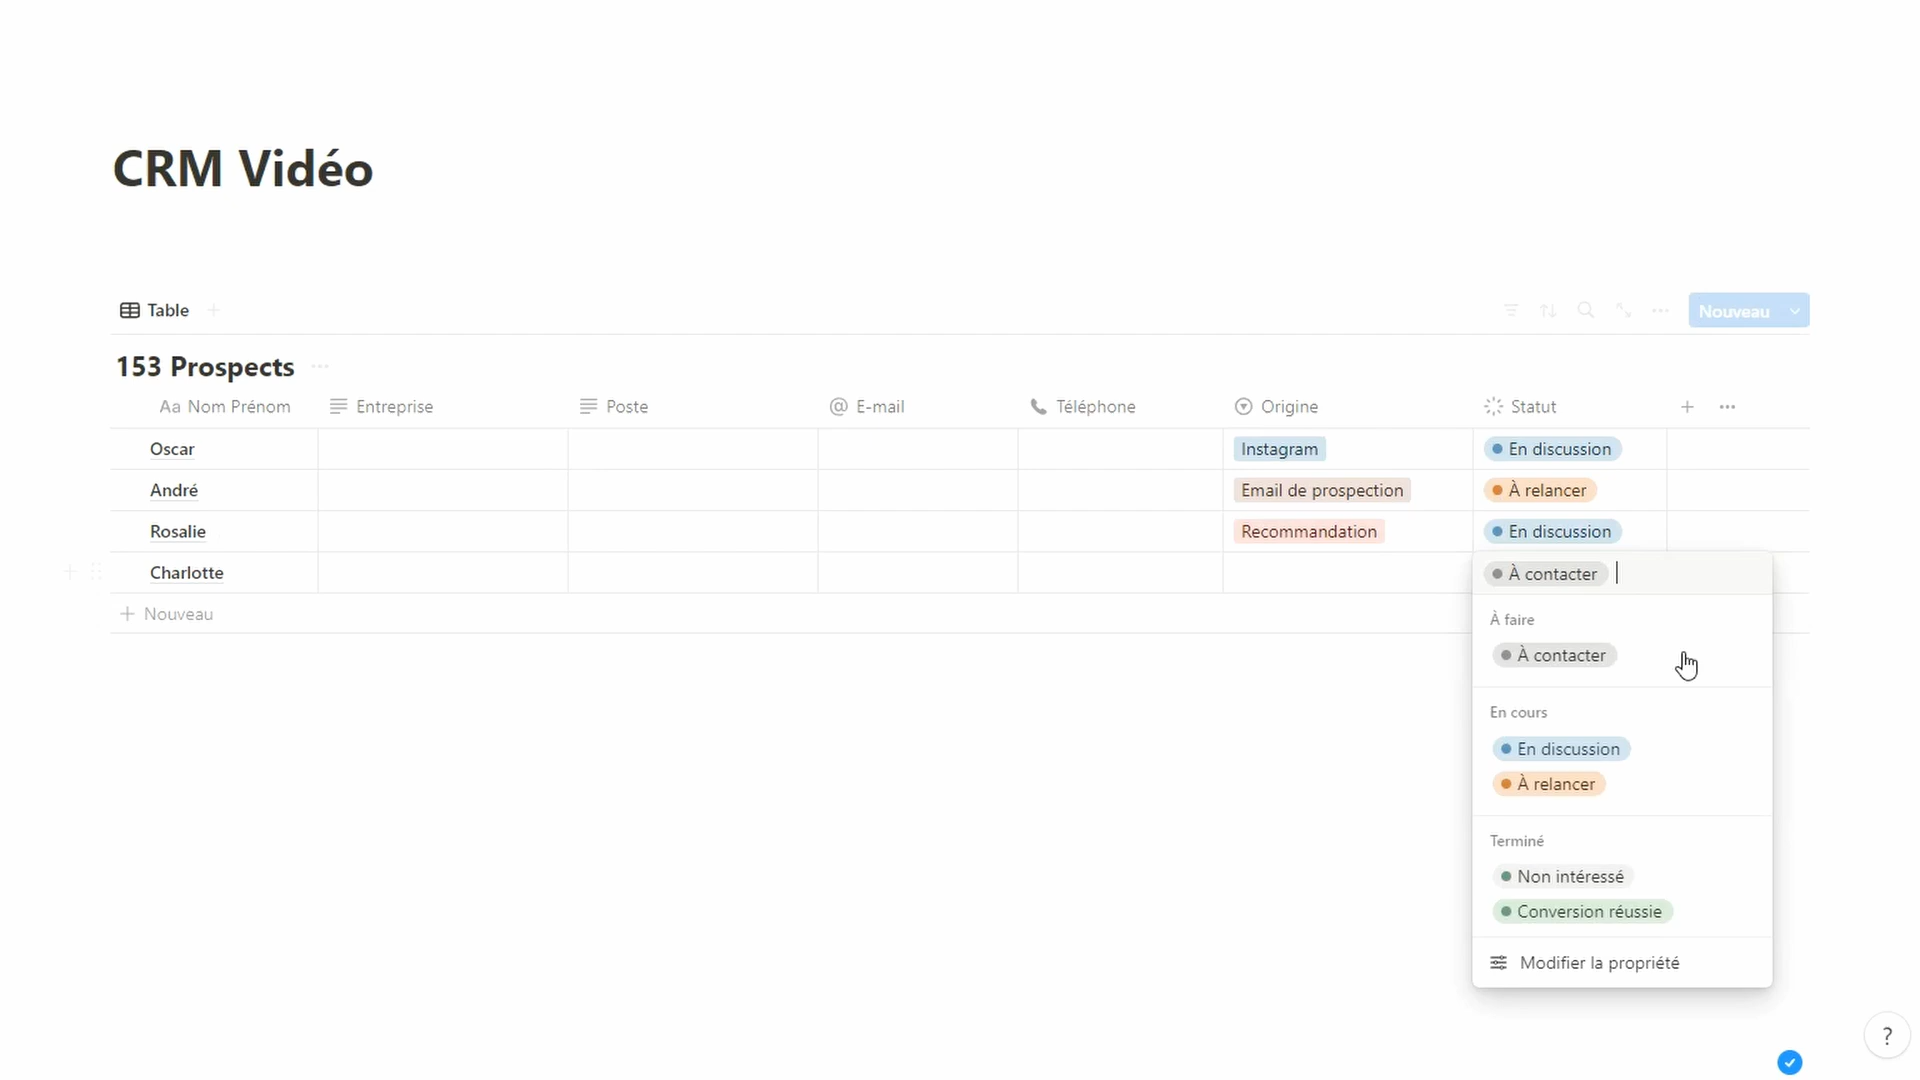 CRM Vidéo
Table
Nouveau
153 Prospects
Aa Nom Prénom Entreprise Poste @ E-mail Téléphone Origine Statut
Oscar Instagram En discussion
André Email de prospection À relancer
Rosalie Recommandation En discussion
Charlotte À contacter
+ Nouveau
À faire
À contacter
En cours
En discussion
À relancer
Terminé
Non intéressé
Conversion réussie
Modifier la propriété
?